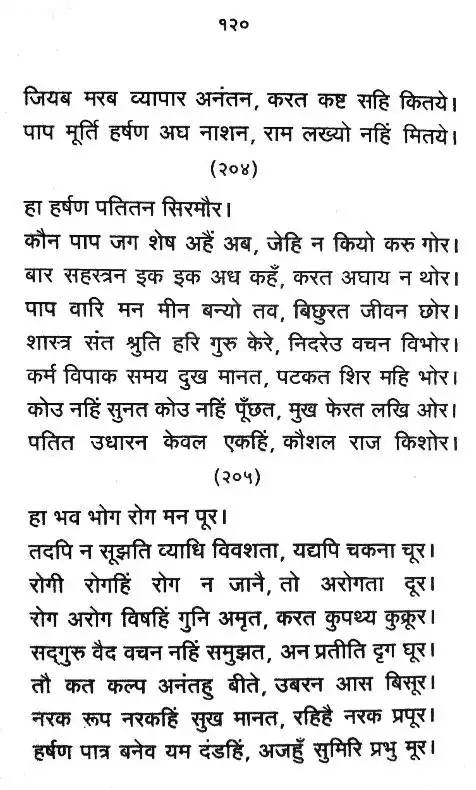 १२०
जियब मरब व्यापार अनंतन, करत कष्ट सहि कितये।
पाप मूर्ति हर्षण अघ नाशन, राम लख्यो नहिं मितये।
(२०४)
हा हर्षण पतितन सिरमौर।
कौन पाप जग शेष अहैं अब, जेहि न कियो करु गोर।
बार सहस्त्रन इक इक अध कहँ, करत अघाय न थोर।
पाप वारि मन मीन बन्यो तव, बिछुरत जीवन छोर।
शास्त्र संत श्रुति हरि गुरु केरे, निदरेउ वचन विभोर।
कर्म विपाक समय दुख मानत, पटकत शिर महि भोर।
कोउ नहिं सुनत कोउ नहिं पूँछत, मुख फेरत लखि ओर।
पतित उधारन केवल एकहिं, कौशल राज किशोर।
(२०५)
हा भव भोग रोग मन पूर।
तदपि न सूझति व्याधि विवशता, यद्यपि चकना चूर।
रोगी रोगहिं रोग न जानै, तो अरोगता दूर।
रोग अरोग विषहिं गुनि अमृत, करत कुपथ्य कुक्रूर।
सद्गुरु वैद वचन नहिं समुझत, अन प्रतीति दृग घूर।
तौ कत कल्प अनंतहु बीते, उबरन आस बिसूर।
नरक रूप नरकहिं सुख मानत, रहिहै नरक प्रपूर।
हर्षण पात्र बनेव यम दंडहिं, अजहुँ सुमिरि प्रभु मूर।